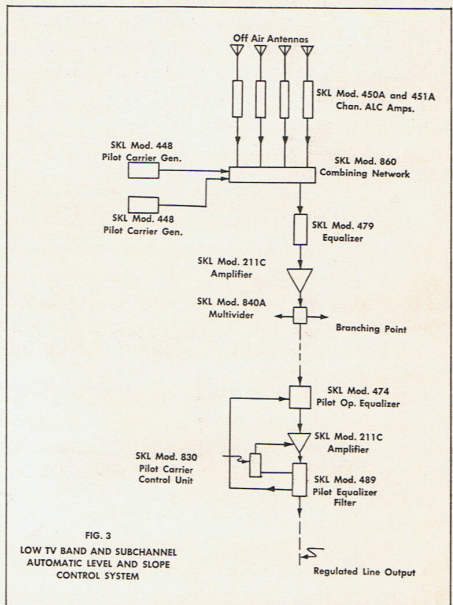 Off Air Antennas
SKL Mod. 450A and 451A
Chan. ALC Amps.
SKL Mod. 448
Pilot Carrier Gen.
SKL Mod. 860
Combining Network
SKL Mod. 448
Pilot Carrier Gen.
SKL Mod. 479
Equalizer
SKL Mod. 211C
Amplifier
SKL Mod. 840A
Multivider
Branching Point
SKL Mod. 474
Pilot Op. Equalizer
SKL Mod. 211C
Amplifier
SKL Mod. 830
Pilot Carrier
Control Unit
SKL Mod. 489
Pilot Equalizer
Filter
FIG. 3
LOW TV BAND AND SUBCHANNEL
AUTOMATIC LEVEL AND SLOPE
CONTROL SYSTEM
Regulated Line Output